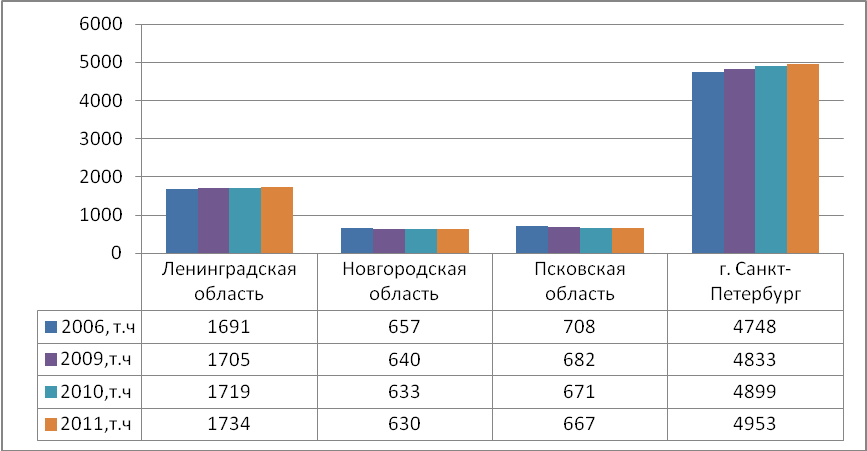 6000
5000
4000
3000
2000
1000
0
Ленинградская область
Новгородская область
Псковская область
г. Санкт-Петербург
2006, т.ч 1691 657 708 4748
2009,т.ч 1705 640 682 4833
2010,т.ч 1719 633 671 4899
2011,т.ч 1734 630 667 4953